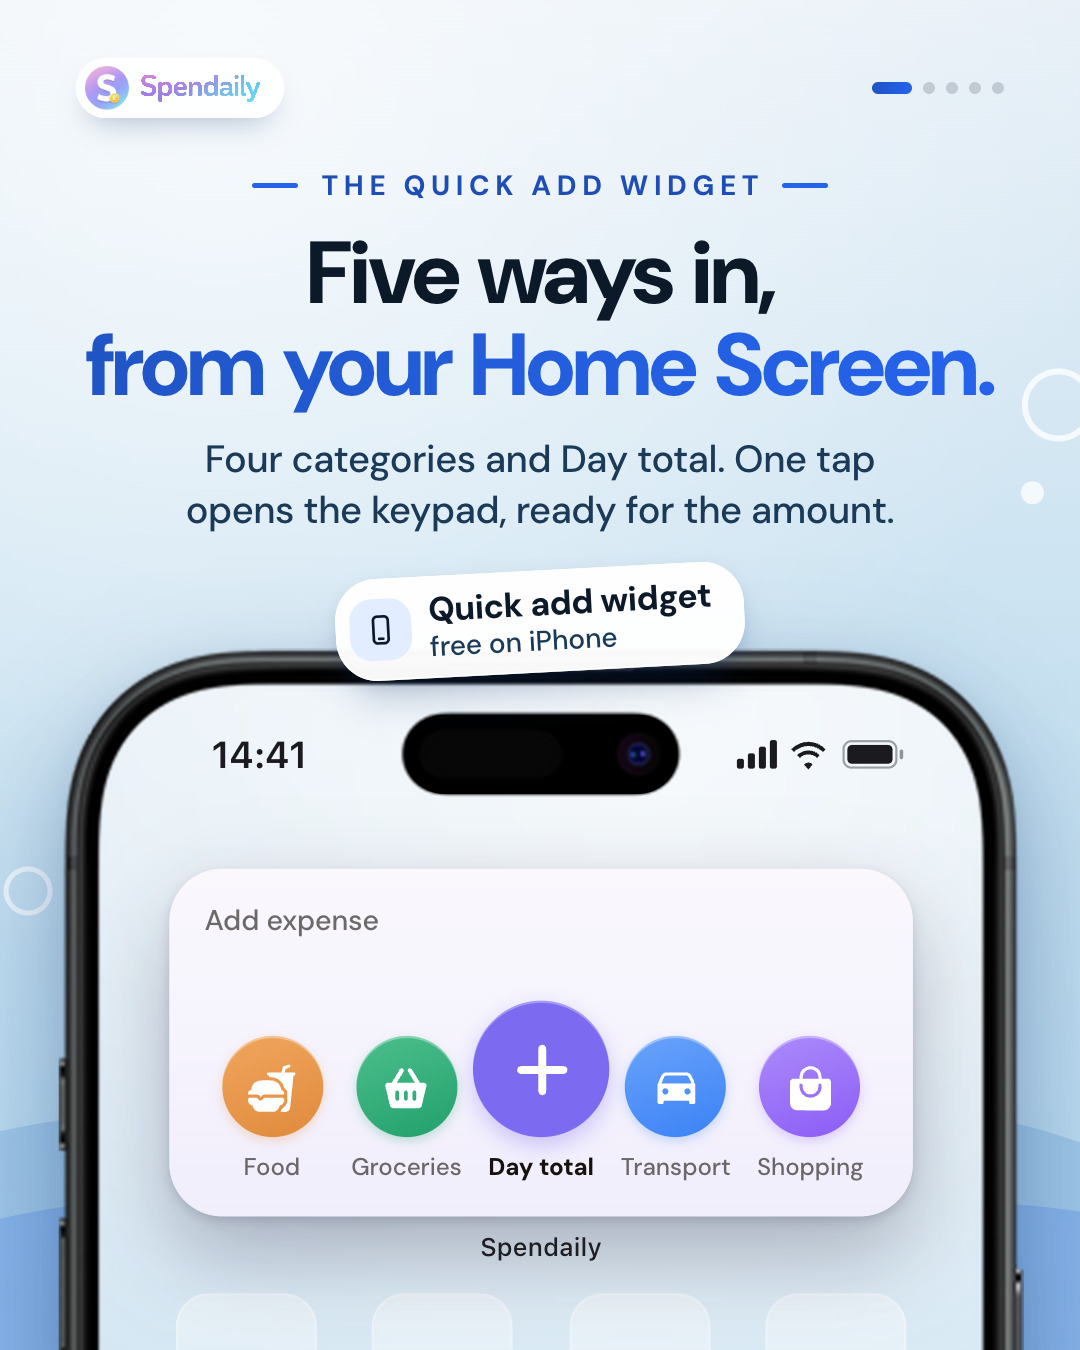 Spendaily
THE QUICK ADD WIDGET
Five ways in,
from your Home Screen.
Four categories and Day total. One tap
opens the keypad, ready for the amount.
Quick add widget
free on iPhone
14:41
Add expense
Food Groceries Day total Transport Shopping
Spendaily